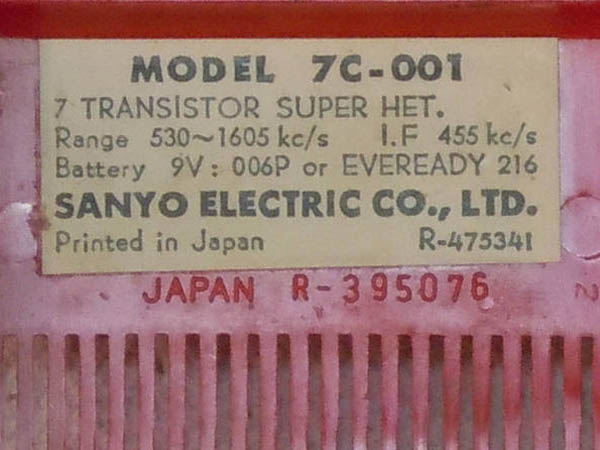 MODEL 7C-001
7 TRANSISTOR SUPER HET.
Range 530~1605 kc/s I.F 455 kc/s
Battery 9V: 006P or EVEREADY 216
SANYO ELECTRIC CO., LTD.
Printed in Japan R-475341
JAPAN R-395076